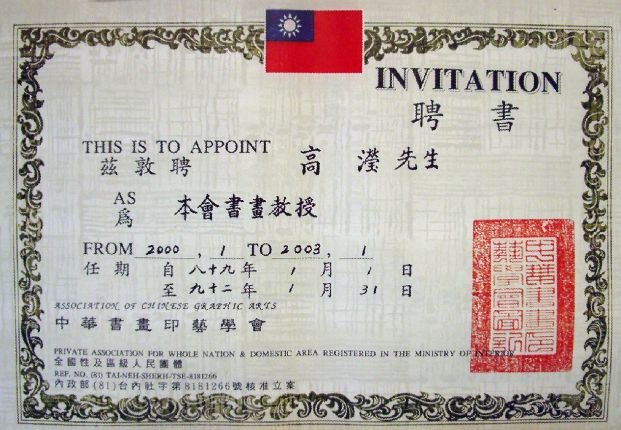 INVITATION
聘 書
THIS IS TO APPOINT
茲 敦 聘 高 瀅 先生
AS
為 本會書畫教授
FROM 2000 , 1 TO 2003 , 1
任 期 自 八十九 年 1 月 1 日
至 九十二 年 1 月 31 日
ASSOCIATION OF CHINESE GRAPHIC ARTS
中華書畫印藝學會
PRIVATE ASSOCIATION FOR WHOLE NATION & DOMESTIC AREA REGISTERED IN THE MINISTRY OF INTERIOR
全國性及區級人民團體
REF. NO. (81) TAI-NEH-SHERH-TSE-8181266
內政部(81)台內社字第8181266號核准立案